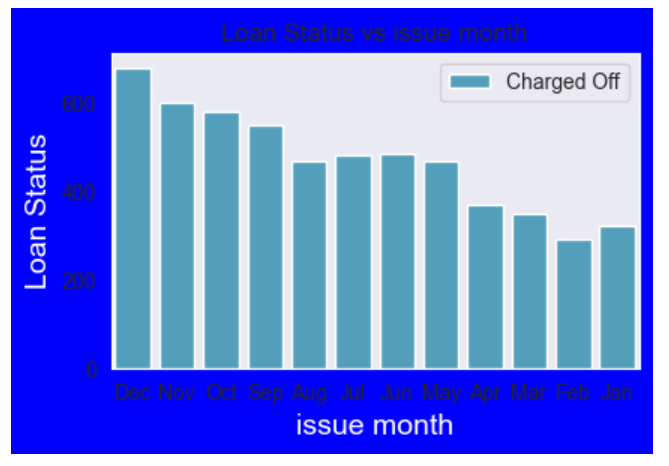 Loan Status vs issue month
Charged Off
Loan Status
600
400
200
0
Dec Nov Oct Sep Aug Jul Jun May Apr Mar Feb Jan
issue month